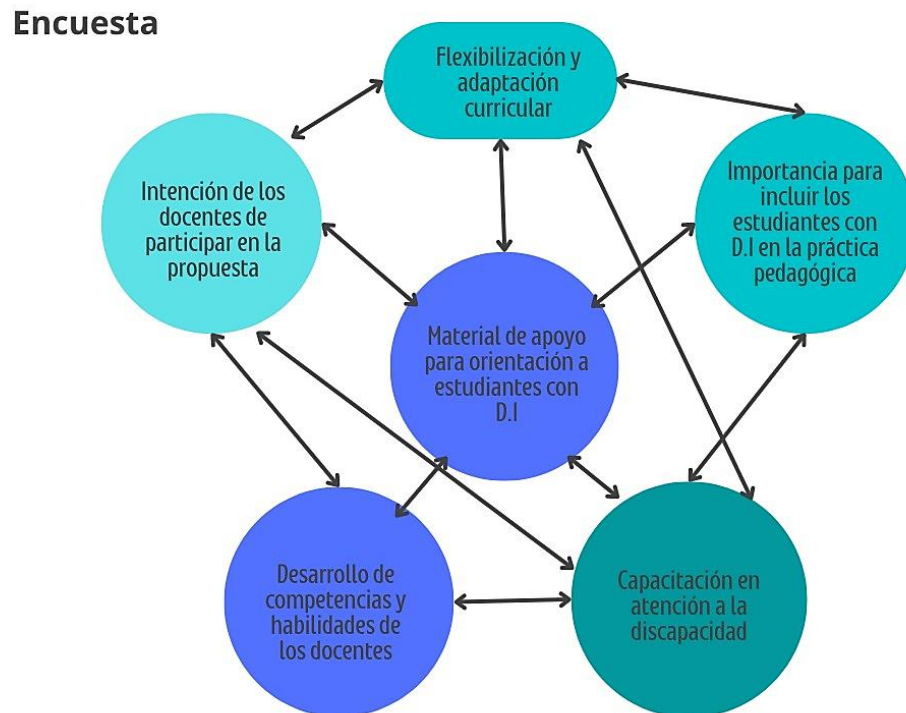 Encuesta
Flexibilización y
adaptación
curricular
Intención de los
docentes de
participar en la
propuesta
Importancia para
incluir los
estudiantes con
D.I en la práctica
pedagógica
Material de apoyo
para orientación a
estudiantes con
D.I
Desarrollo de
competencias y
habilidades de
los docentes
Capacitación en
atención a la
discapacidad